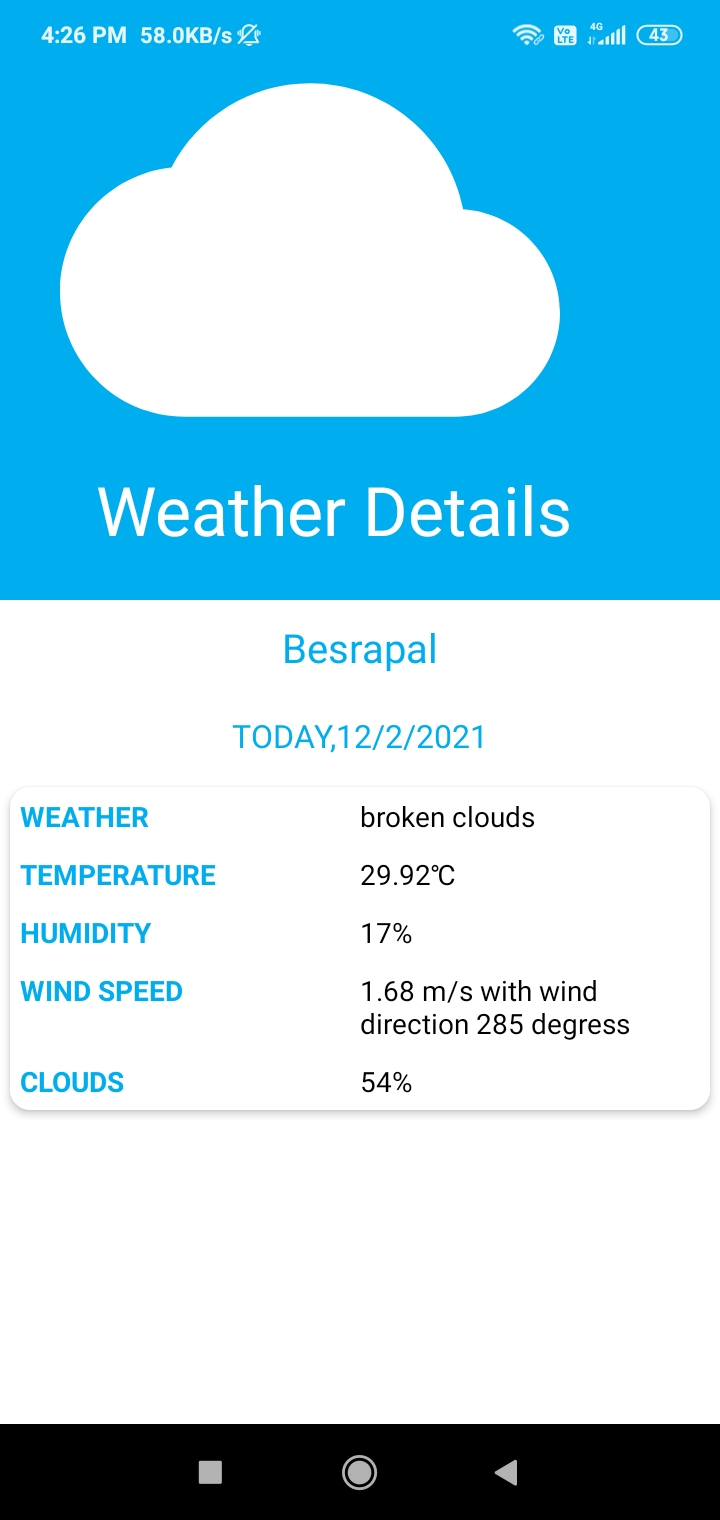 4:26 PM 58.0KB/s
Vo LTE 4G 43
Weather Details
Besrapal
TODAY,12/2/2021
WEATHER broken clouds
TEMPERATURE 29.92℃
HUMIDITY 17%
WIND SPEED 1.68 m/s with wind
direction 285 degress
CLOUDS 54%